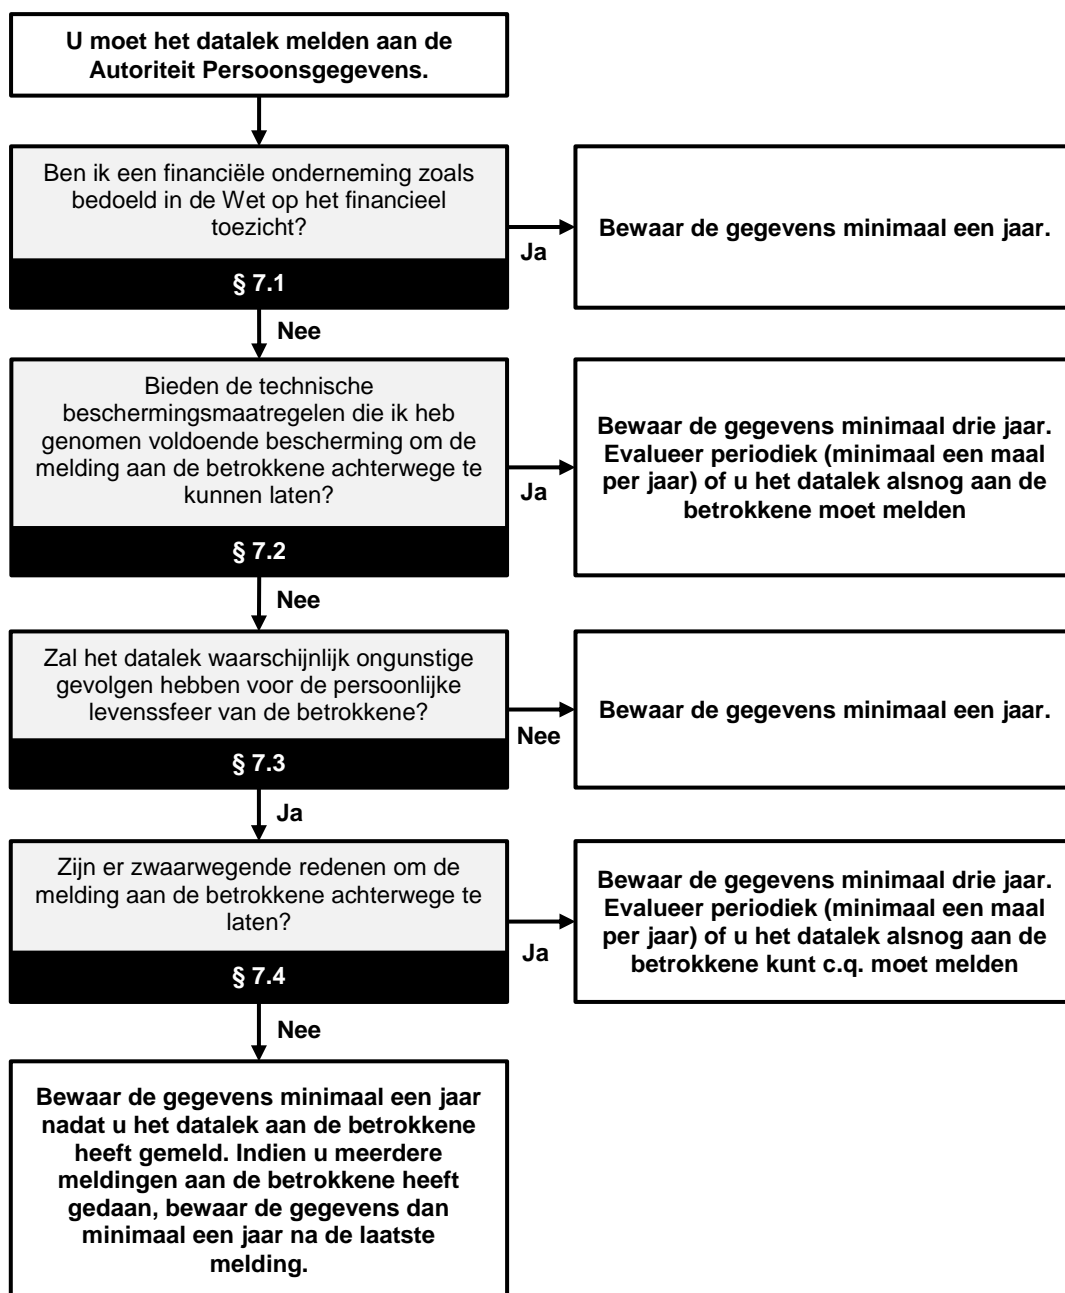 U moet het datalek melden aan de
Autoriteit Persoonsgegevens.
Ben ik een financiële onderneming zoals
bedoeld in de Wet op het financieel
toezicht?
§ 7.1
Ja
Bewaar de gegevens minimaal een jaar.
Nee
Bieden de technische
beschermingsmaatregelen die ik heb
genomen voldoende bescherming om de
melding aan de betrokkene achterwege te
kunnen laten?
§ 7.2
Ja
Bewaar de gegevens minimaal drie jaar.
Evalueer periodiek (minimaal een maal
per jaar) of u het datalek alsnog aan de
betrokkene moet melden
Nee
Zal het datalek waarschijnlijk ongunstige
gevolgen hebben voor de persoonlijke
levenssfeer van de betrokkene?
§ 7.3
Nee
Bewaar de gegevens minimaal een jaar.
Ja
Zijn er zwaarwegende redenen om de
melding aan de betrokkene achterwege te
laten?
§ 7.4
Ja
Bewaar de gegevens minimaal drie jaar.
Evalueer periodiek (minimaal een maal
per jaar) of u het datalek alsnog aan de
betrokkene kunt c.q. moet melden
Nee
Bewaar de gegevens minimaal een jaar
nadat u het datalek aan de betrokkene
heeft gemeld. Indien u meerdere
meldingen aan de betrokkene heeft
gedaan, bewaar de gegevens dan
minimaal een jaar na de laatste
melding.